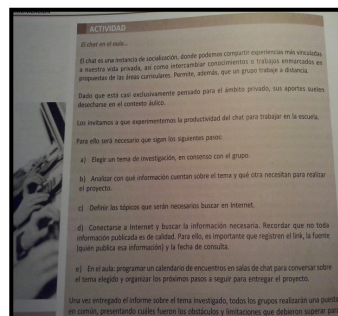 ACTIVIDAD
El chat en el aula...
El chat es una instancia de socialización, donde podemos compartir experiencias más vinculadas
a nuestra vida privada, así como intercambiar conocimientos o trabajos enmarcados en
propuestas de las áreas curriculares. Permite, además, que un grupo trabaje a distancia.
Dado que está casi exclusivamente pensado para el ámbito privado, sus aportes suelen
desecharse en el contexto áulico.
Los invitamos a que experimentemos la productividad del chat para trabajar en la escuela.
Para ello será necesario que sigan los siguientes pasos:
a) Elegir un tema de investigación, en consenso con el grupo.
b) Analizar con qué información cuentan sobre el tema y qué otra necesitan para realizar
el proyecto.
c) Definir los tópicos que serán necesarios buscar en Internet.
d) Conectarse a Internet y buscar la información necesaria. Recordar que no toda
información publicada es de calidad. Para ello, es importante que registren el link, la fuente
(quién publica esa información) y la fecha de consulta.
e) En el aula: programar un calendario de encuentros en salas de chat para conversar sobre
el tema elegido y organizar los próximos pasos a seguir para entregar el proyecto.
Una vez entregado el informe sobre el tema investigado, todos los grupos realizarán una puesta
en común, presentando cuáles fueron los obstáculos y limitaciones que debieron superar para